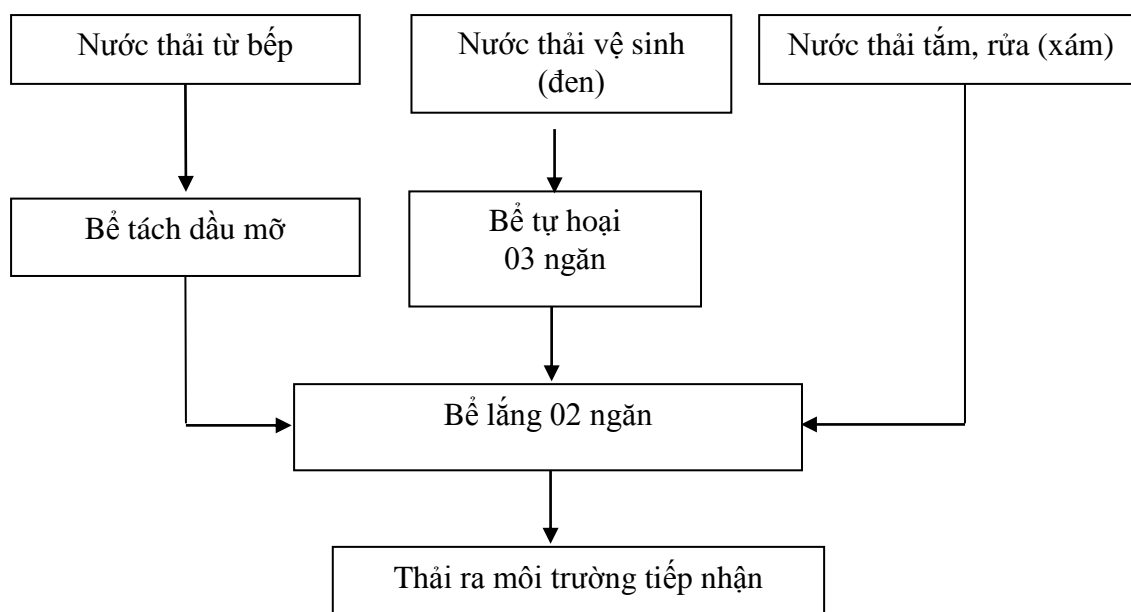 Nước thải từ bếp
Nước thải vệ sinh
(đen)
Nước thải tắm, rửa (xám)
Bể tách dầu mỡ
Bể tự hoại
03 ngăn
Bể lắng 02 ngăn
Thải ra môi trường tiếp nhận